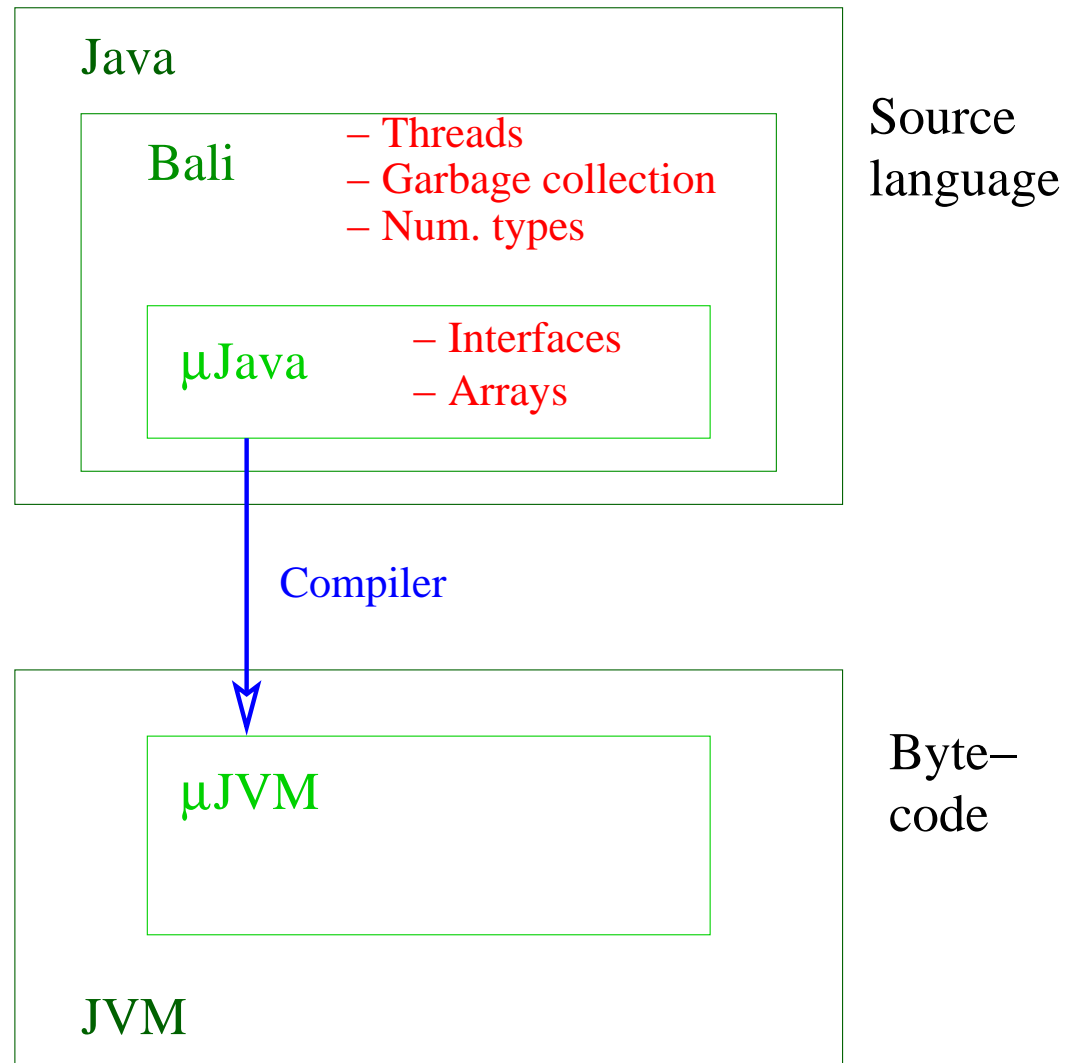 Java
Source
language
Bali
– Threads
– Garbage collection
– Num. types
μJava
– Interfaces
– Arrays
Compiler
μJVM
Byte–
code
JVM